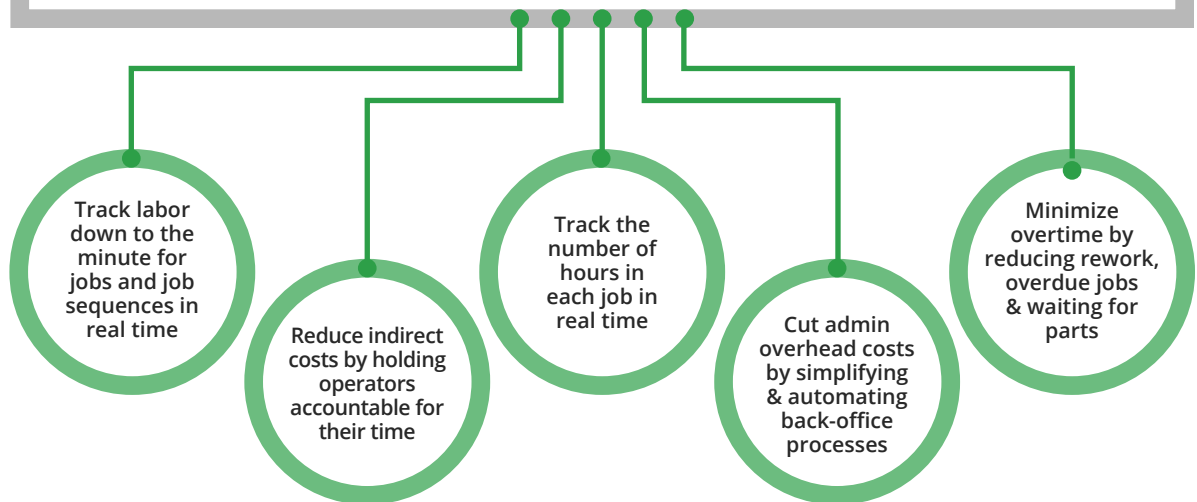 Track labor
down to the
minute for
jobs and job
sequences in
real time
Reduce indirect
costs by holding
operators
accountable for
their time
Track the
number of
hours in
each job in
real time
Cut admin
overhead costs
by simplifying
& automating
back-office
processes
Minimize
overtime by
reducing rework,
overdue jobs
& waiting for
parts